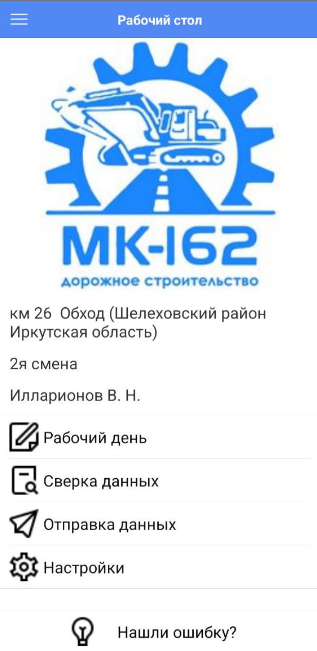 Рабочий стол
МК-162
дорожное строительство
км 26 Обход (Шелеховский район
Иркутская область)
2я смена
Илларионов В. Н.
Рабочий день
Сверка данных
Отправка данных
Настройки
Нашли ошибку?